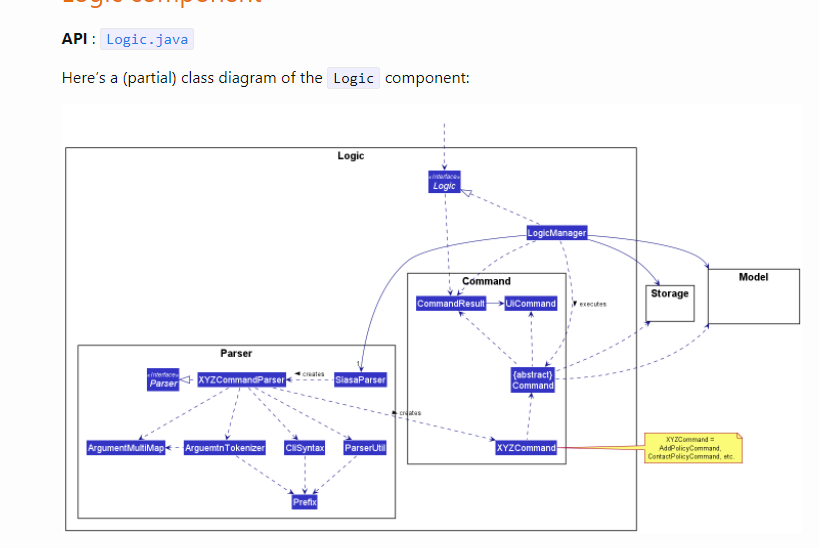 Logic component
API : Logic.java
Here's a (partial) class diagram of the Logic component:
Logic
«interface»
Logic
LogicManager
Command
Model
Storage
CommandResult
UiCommand
executes
Parser
«interface»
Parser
XYZCommandParser
creates
SiasaParser
{abstract}
Command
creates
XYZCommand =
AddPolicyCommand,
ContactPolicyCommand, etc.
ArgumentMultiMap
ArguemtnTokenizer
CliSyntax
ParserUtil
XYZCommand
Prefix